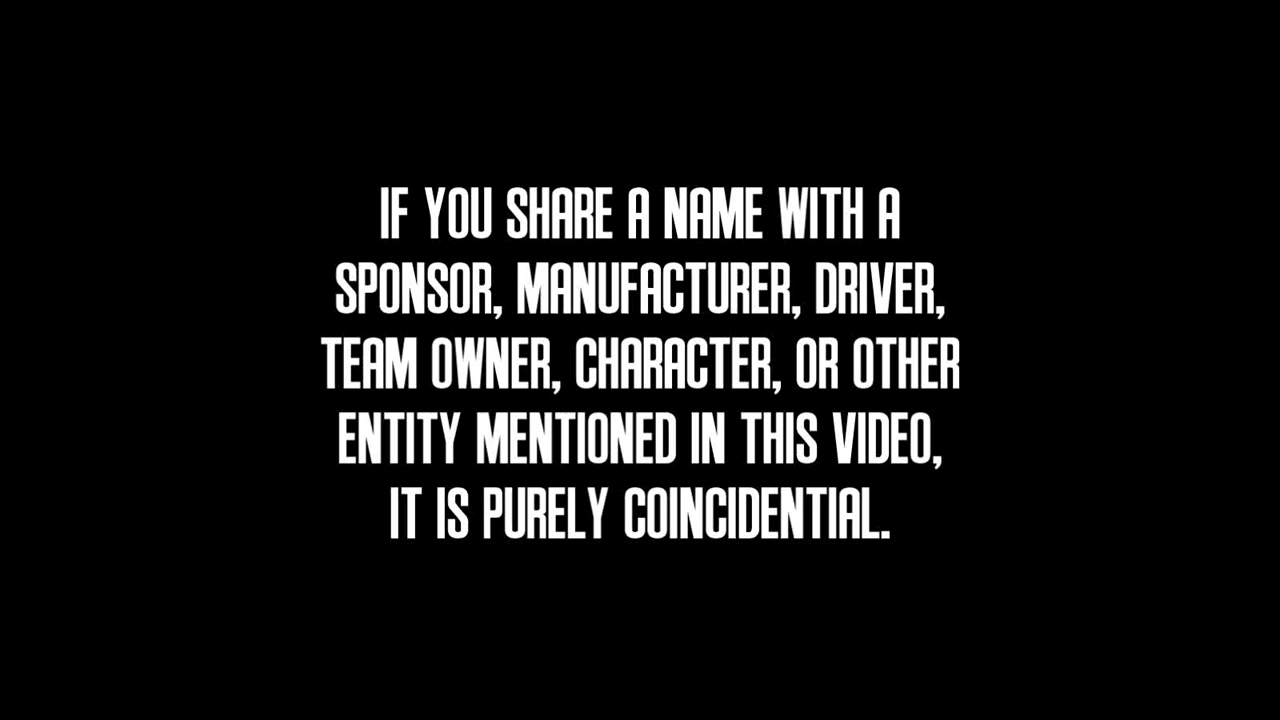 IF YOU SHARE A NAME WITH A
SPONSOR, MANUFACTURER, DRIVER,
TEAM OWNER, CHARACTER, OR OTHER
ENTITY MENTIONED IN THIS VIDEO,
IT IS PURELY COINCIDENTIAL.